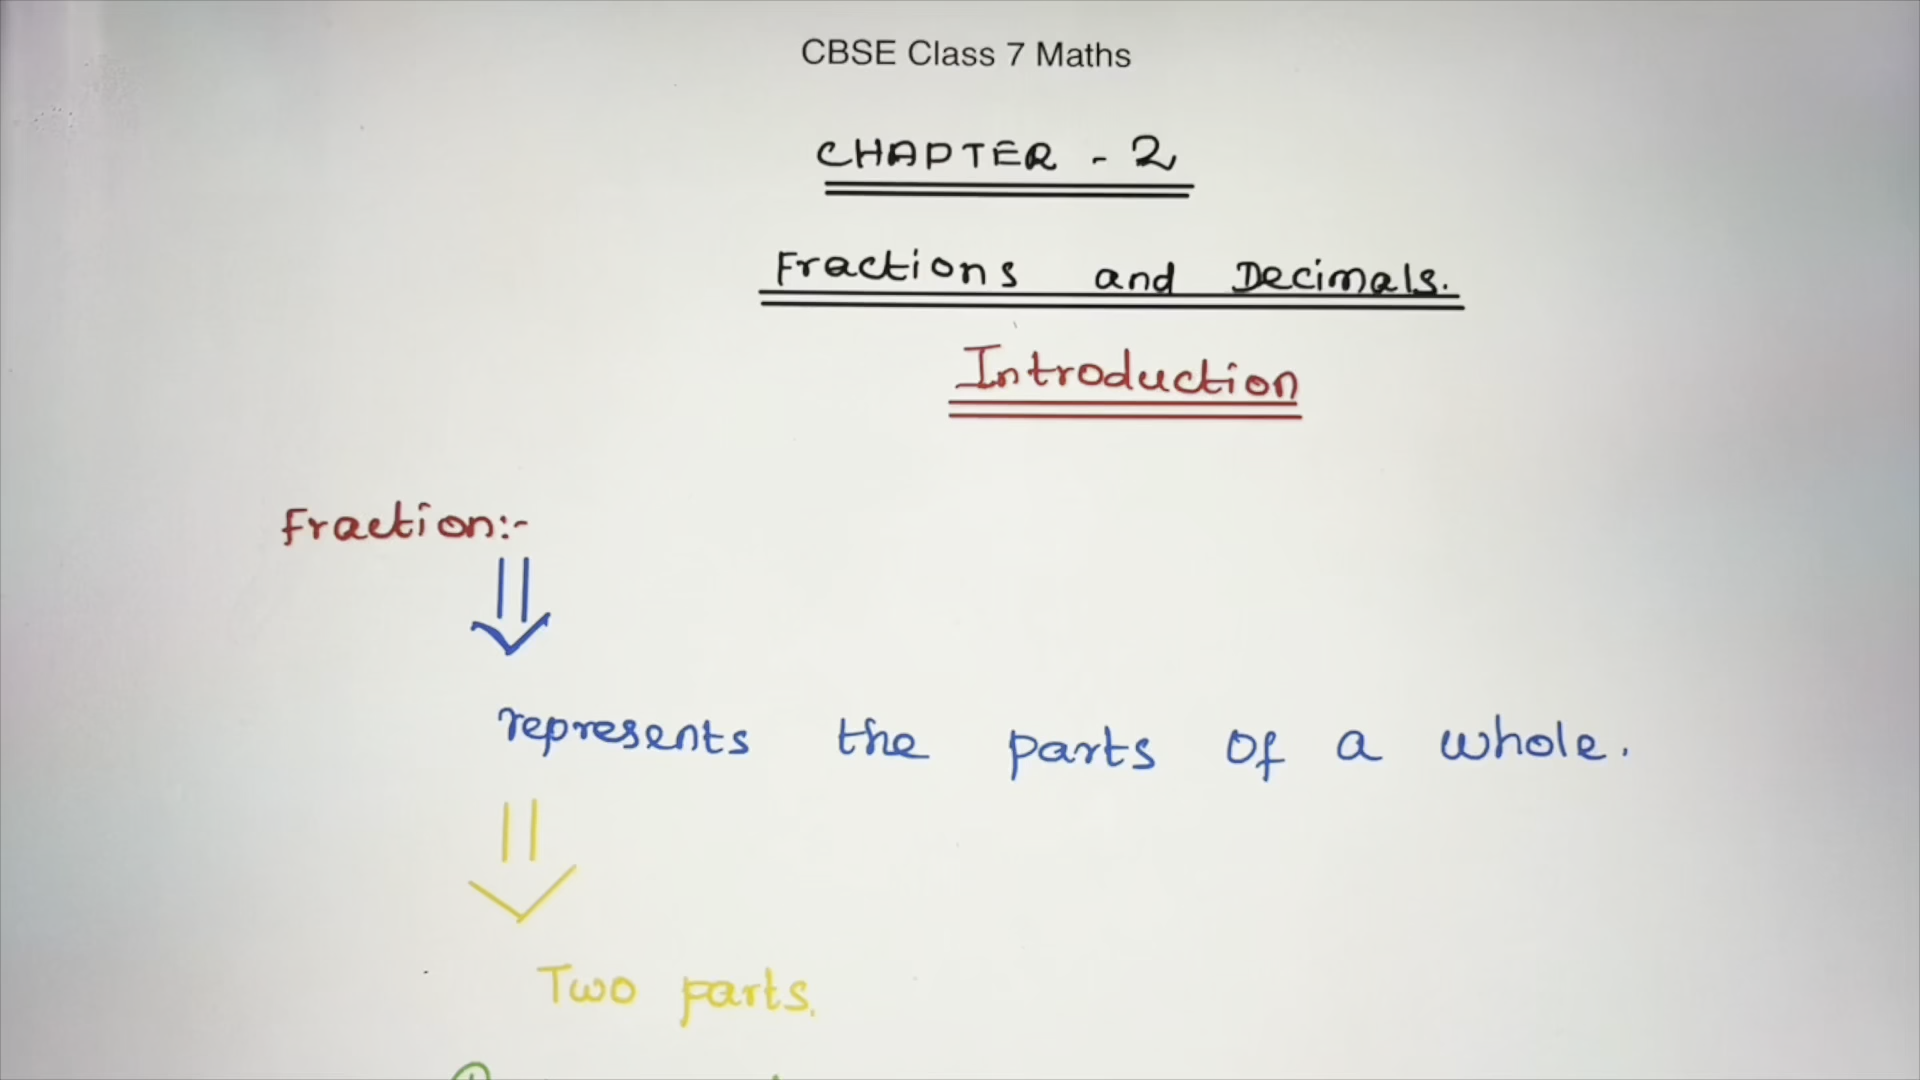 CBSE Class 7 Maths
CHAPTER - 2
Fractions and Decimals.
Introduction
Fraction:-
represents the parts of a whole.
Two parts.